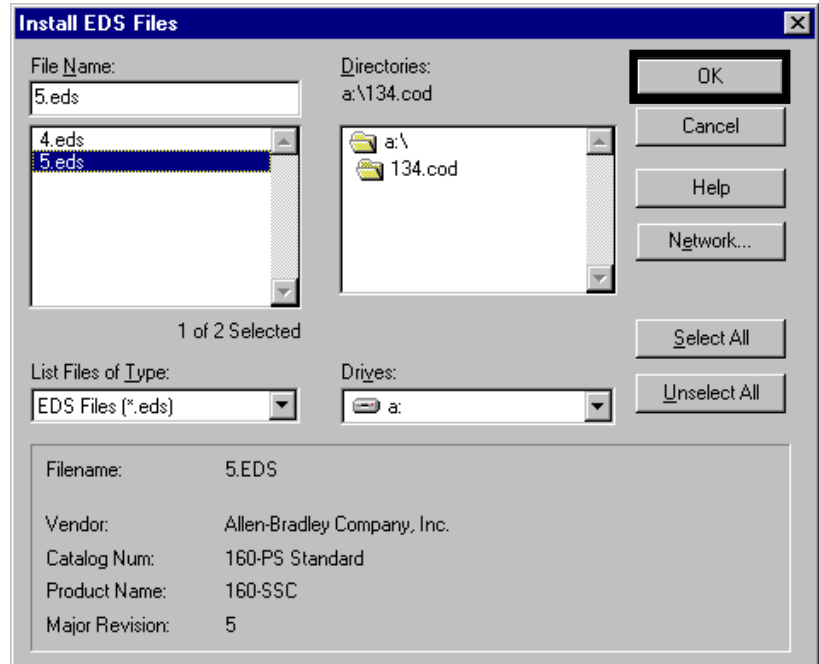 Install EDS Files
File Name:
5.eds
4.eds
5.eds
1 of 2 Selected
List Files of Type:
EDS Files (*.eds)
Directories:
a:\134.cod
a:\
134.cod
Drives:
a:
OK
Cancel
Help
Network...
Select All
Unselect All
Filename: 5.EDS
Vendor: Allen-Bradley Company, Inc.
Catalog Num: 160-PS Standard
Product Name: 160-SSC
Major Revision: 5